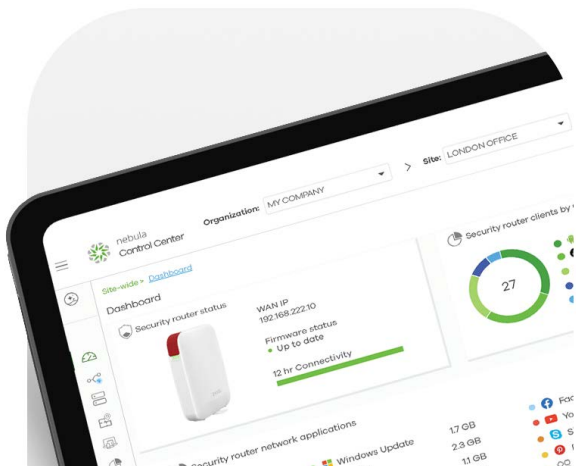 Organization: MY COMPANY > Site: LONDON OFFICE
nebula
Control Center
Site-wide > Dashboard
Dashboard
Security router status
WAN IP
192.168.222.10
Firmware status
Up to date
12 hr Connectivity
Security router clients by
27
Security router network applications
Windows Update
1.7 GB
2.3 GB
1.1 GB